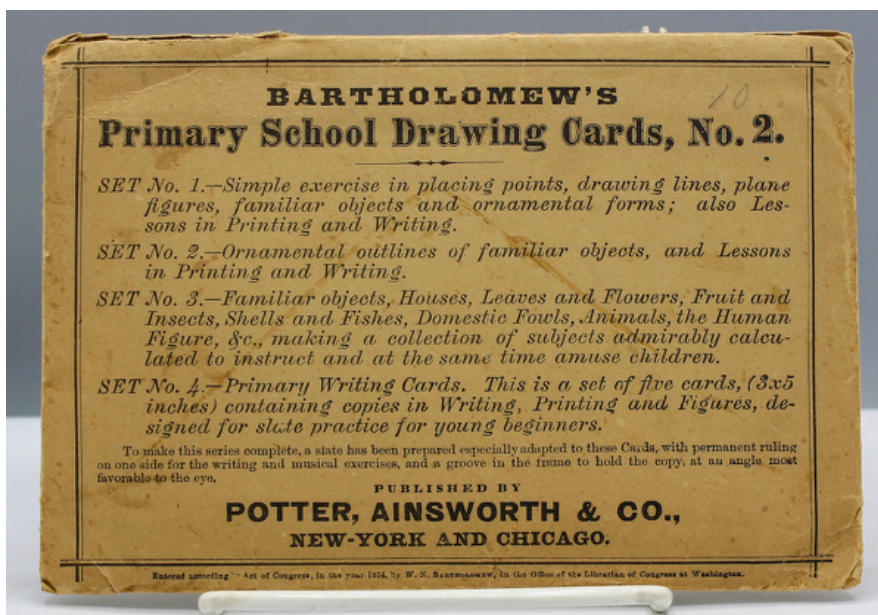 10
BARTHOLOMEW'S
Primary School Drawing Cards, No. 2.
SET No. 1.—Simple exercise in placing points, drawing lines, plane
figures, familiar objects and ornamental forms; also Les-
sons in Printing and Writing.
SET No. 2.—Ornamental outlines of familiar objects, and Lessons
in Printing and Writing.
SET No. 3.—Familiar objects, Houses, Leaves and Flowers, Fruit and
Insects, Shells and Fishes, Domestic Fowls, Animals, the Human
Figure, &c., making a collection of subjects admirably calcu-
lated to instruct and at the same time amuse children.
SET No. 4.—Primary Writing Cards. This is a set of five cards, (3x5
inches) containing copies in Writing, Printing and Figures, de-
signed for slate practice for young beginners.
To make this series complete, a slate has been prepared especially adapted to these Cards, with permanent ruling
on one side for the writing and musical exercises, and a groove in the frame to hold the copy, at an angle most
favorable to the eye.
PUBLISHED BY
POTTER, AINSWORTH & CO.,
NEW-YORK AND CHICAGO.
Entered according Act of Congress, in the year by W. N. BARTHOLOMEW, in the Office of the Librarian of Congress at Washington.